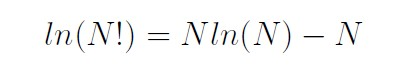 ln(N!) = Nln(N) − N